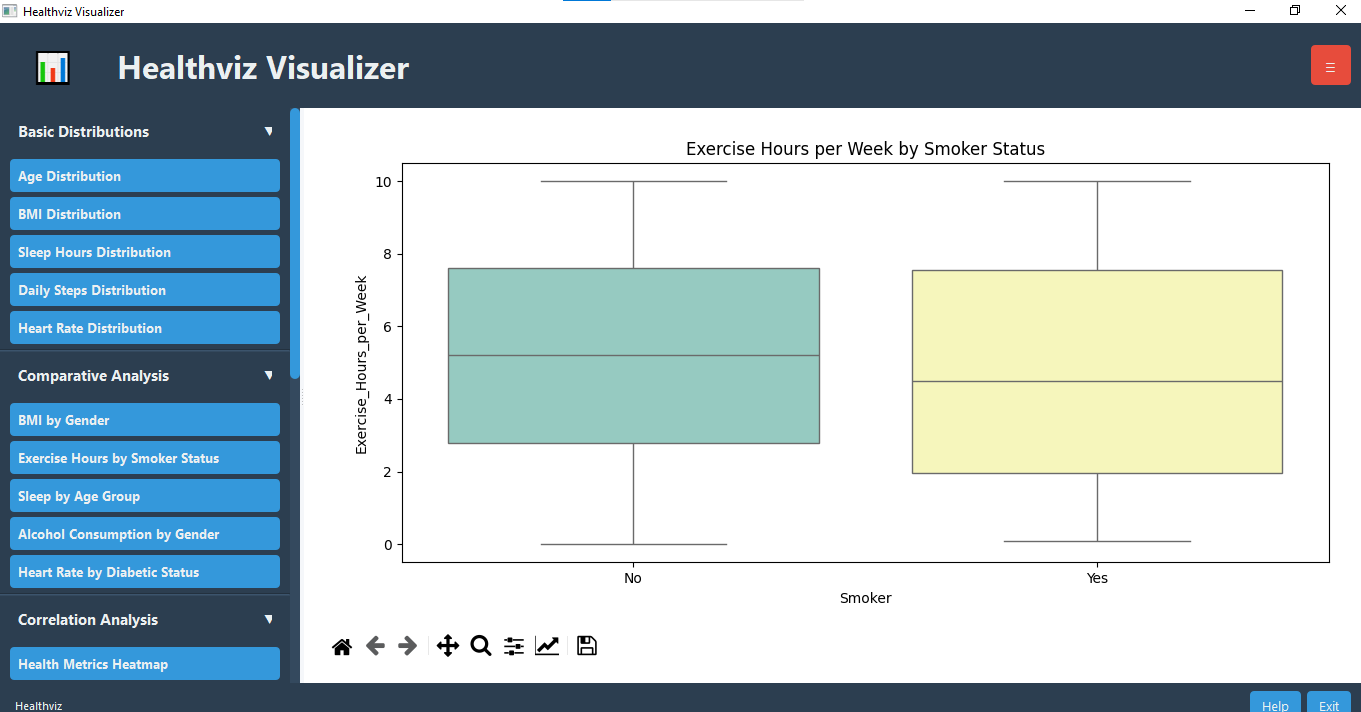 Healthviz Visualizer
Healthviz Visualizer
Basic Distributions
Age Distribution
BMI Distribution
Sleep Hours Distribution
Daily Steps Distribution
Heart Rate Distribution
Comparative Analysis
BMI by Gender
Exercise Hours by Smoker Status
Sleep by Age Group
Alcohol Consumption by Gender
Heart Rate by Diabetic Status
Correlation Analysis
Health Metrics Heatmap
Exercise Hours per Week by Smoker Status
Exercise_Hours_per_Week
10
8
6
4
2
0
No Yes
Smoker
Healthviz
Help Exit